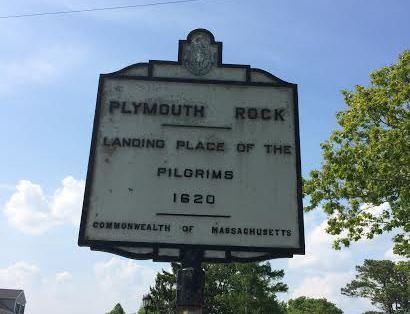 PLYMOUTH ROCK
LANDING PLACE OF THE
PILGRIMS
1620
COMMONWEALTH OF MASSACHUSETTS